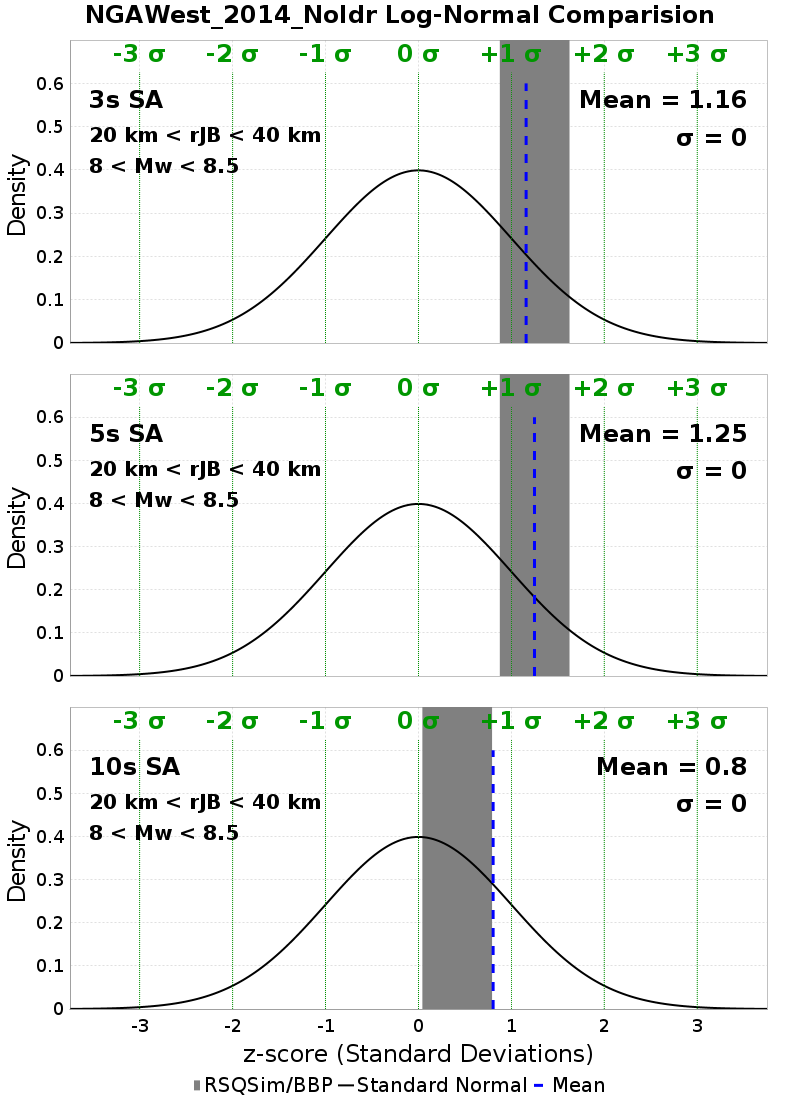 NGAWest_2014_NoIdr Log-Normal Comparision
-3 σ -2 σ -1 σ 0 σ +1 σ +2 σ +3 σ
3s SA
20 km < rJB < 40 km
8 < Mw < 8.5
Mean = 1.16
σ = 0
Density
0.6
0.5
0.4
0.3
0.2
0.1
0
-3 σ -2 σ -1 σ 0 σ +1 σ +2 σ +3 σ
5s SA
20 km < rJB < 40 km
8 < Mw < 8.5
Mean = 1.25
σ = 0
Density
0.6
0.5
0.4
0.3
0.2
0.1
0
-3 σ -2 σ -1 σ 0 σ +1 σ +2 σ +3 σ
10s SA
20 km < rJB < 40 km
8 < Mw < 8.5
Mean = 0.8
σ = 0
Density
0.6
0.5
0.4
0.3
0.2
0.1
0
-3 -2 -1 0 1 2 3
z-score (Standard Deviations)
RSQSim/BBP Standard Normal Mean